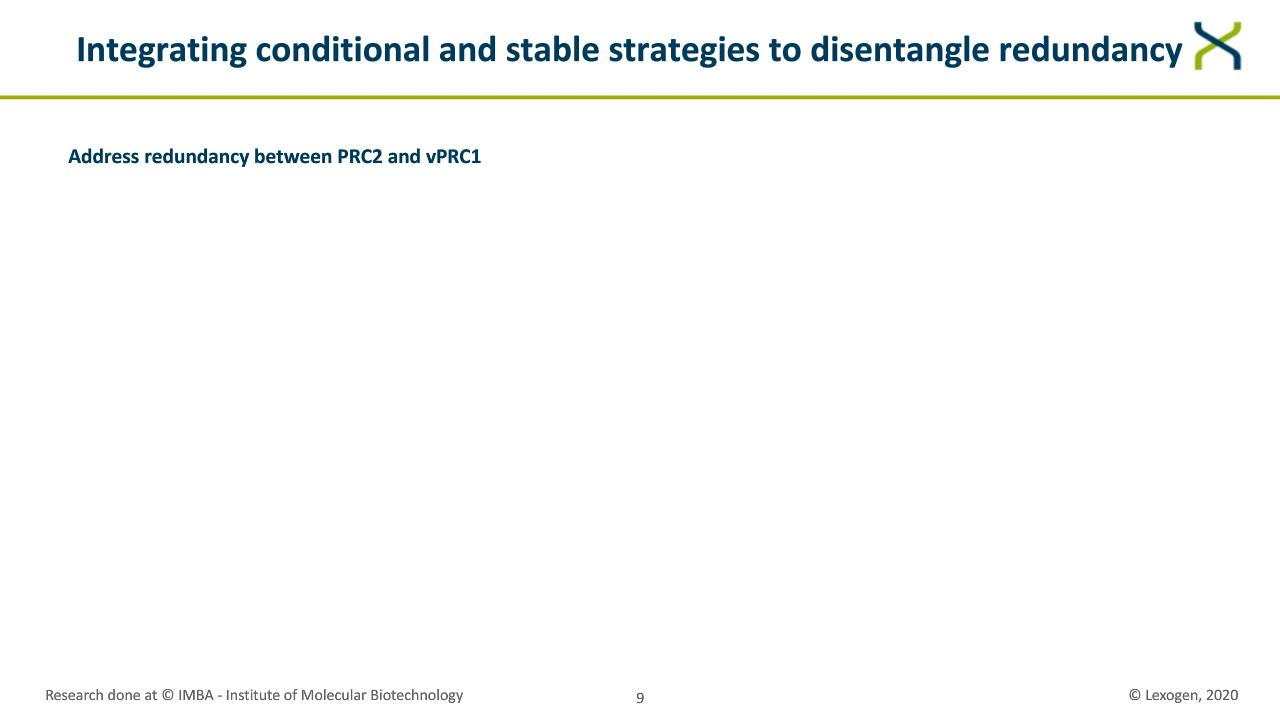 Integrating conditional and stable strategies to disentangle redundancy
Address redundancy between PRC2 and vPRC1
Research done at © IMBA - Institute of Molecular Biotechnology
9
© Lexogen, 2020